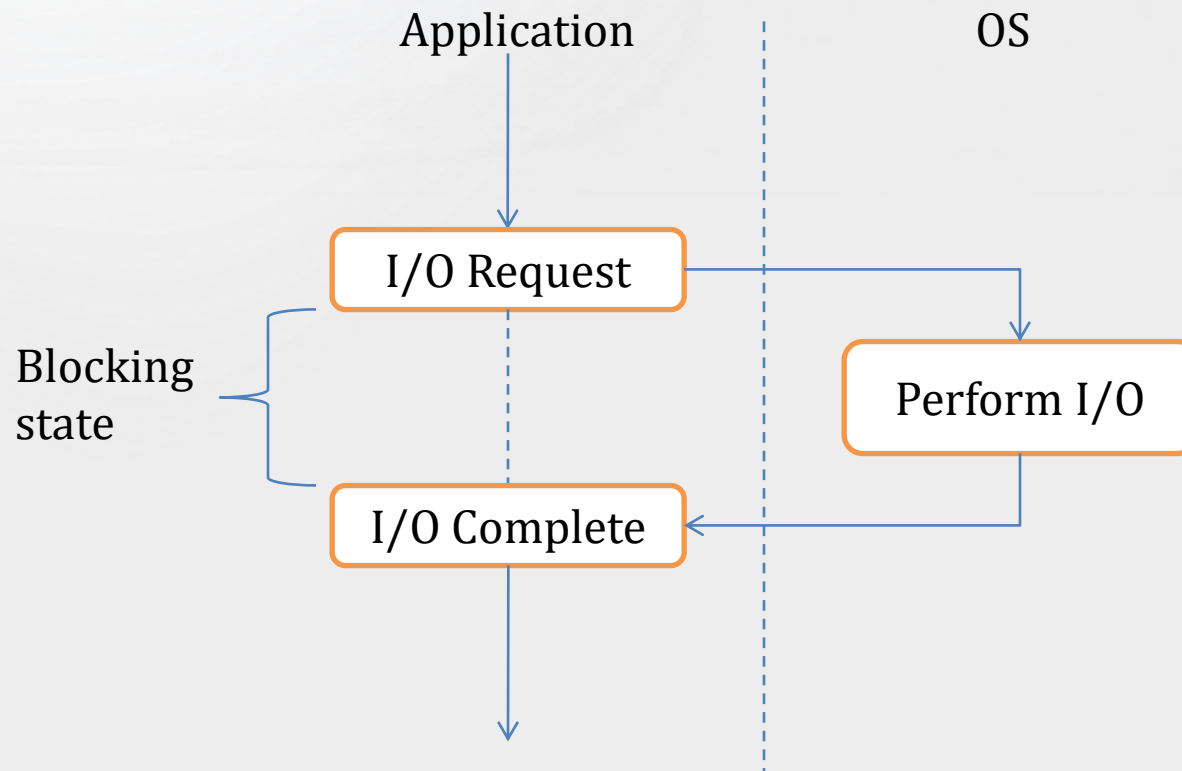 Application
OS
I/O Request
Blocking
state
Perform I/O
I/O Complete